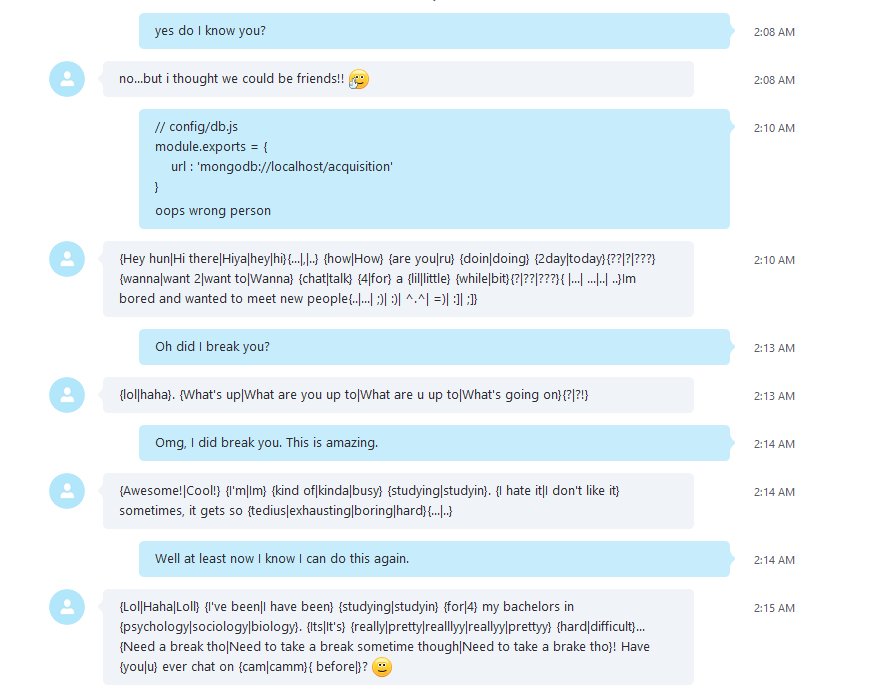 yes do I know you?
2:08 AM
no...but i thought we could be friends!!
2:08 AM
// config/db.js
2:10 AM
module.exports = {
url : 'mongodb://localhost/acquisition'
}
oops wrong person
{Hey hun|Hi there|Hiya|hey|hi}{...|,|..} {how|How} {are you|ru} {doin|doing} {2day|today}{??|?|???}
2:10 AM
{wanna|want 2|want to|Wanna} {chat|talk} {4|for} a {lil|little} {while|bit}{?|??|???}{ |...| ...|..| ..}Im
bored and wanted to meet new people{..|...| ;)| :)| ^.^| =)| :]| ;]}
Oh did I break you?
2:13 AM
{lol|haha}. {What's up|What are you up to|What are u up to|What's going on}{?|?!}
2:13 AM
Omg, I did break you. This is amazing.
2:14 AM
{Awesome!|Cool!} {I'm|Im} {kind of|kinda|busy} {studying|studyin}. {I hate it|I don't like it}
2:14 AM
sometimes, it gets so {tedius|exhausting|boring|hard}{...|..}
Well at least now I know I can do this again.
2:14 AM
{Lol|Haha|Loll} {I've been|I have been} {studying|studyin} {for|4} my bachelors in
2:15 AM
{psychology|sociology|biology}. {Its|It's} {really|pretty|realllyy|reallyy|prettyy} {hard|difficult}...
{Need a break tho|Need to take a break sometime though|Need to take a brake tho}! Have
{you|u} ever chat on {cam|camm}{ before|}?